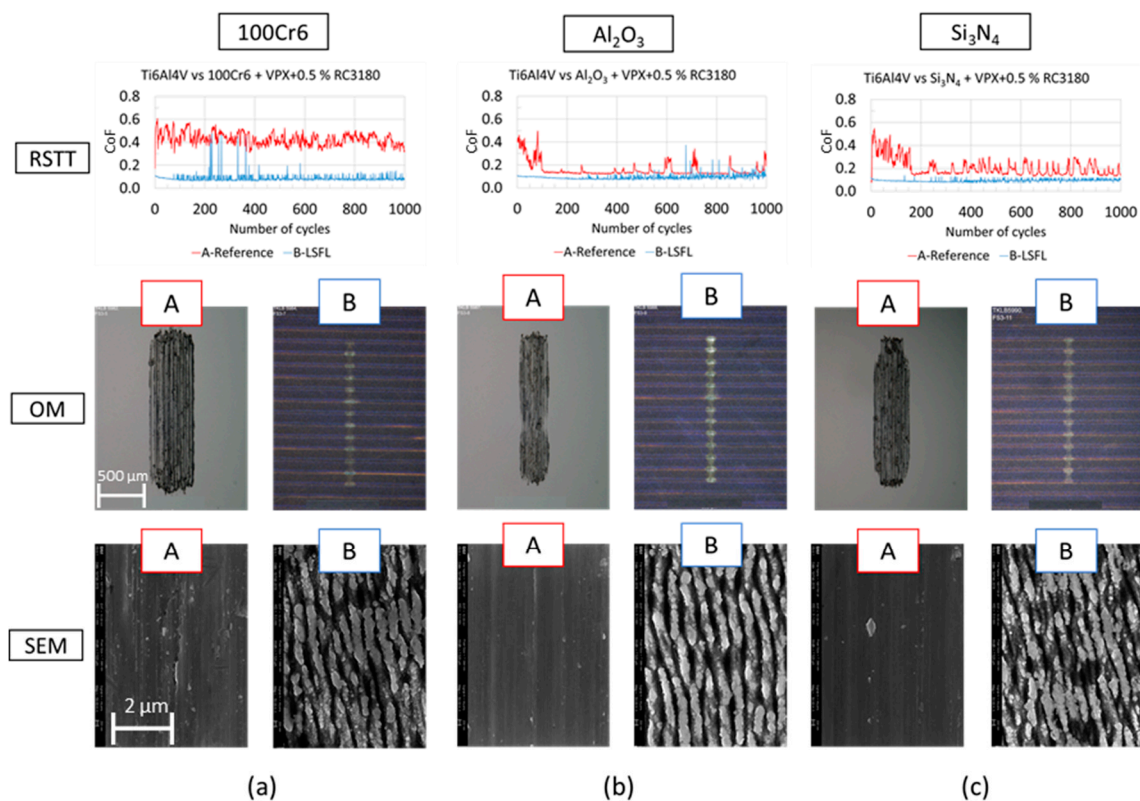 100Cr6
Al₂O₃
Si₃N₄
Ti6Al4V vs 100Cr6 + VPX+0.5 % RC3180
Ti6Al4V vs Al₂O₃ + VPX+0.5 % RC3180
Ti6Al4V vs Si₃N₄ + VPX+0.5 % RC3180
RSTT
CoF
0.8
0.6
0.4
0.2
0.0
0 200 400 600 800 1000
Number of cycles
A-Reference B-LSFL
CoF
0.8
0.6
0.4
0.2
0.0
0 200 400 600 800 1000
Number of cycles
A-Reference B-LSFL
CoF
0.8
0.6
0.4
0.2
0.0
0 200 400 600 800 1000
Number of cycles
A-Reference B-LSFL
OM
A
B
A
B
A
B
TKLB5990,
FS3-11
500 µm
SEM
A
B
A
B
A
B
2 µm
(a)
(b)
(c)